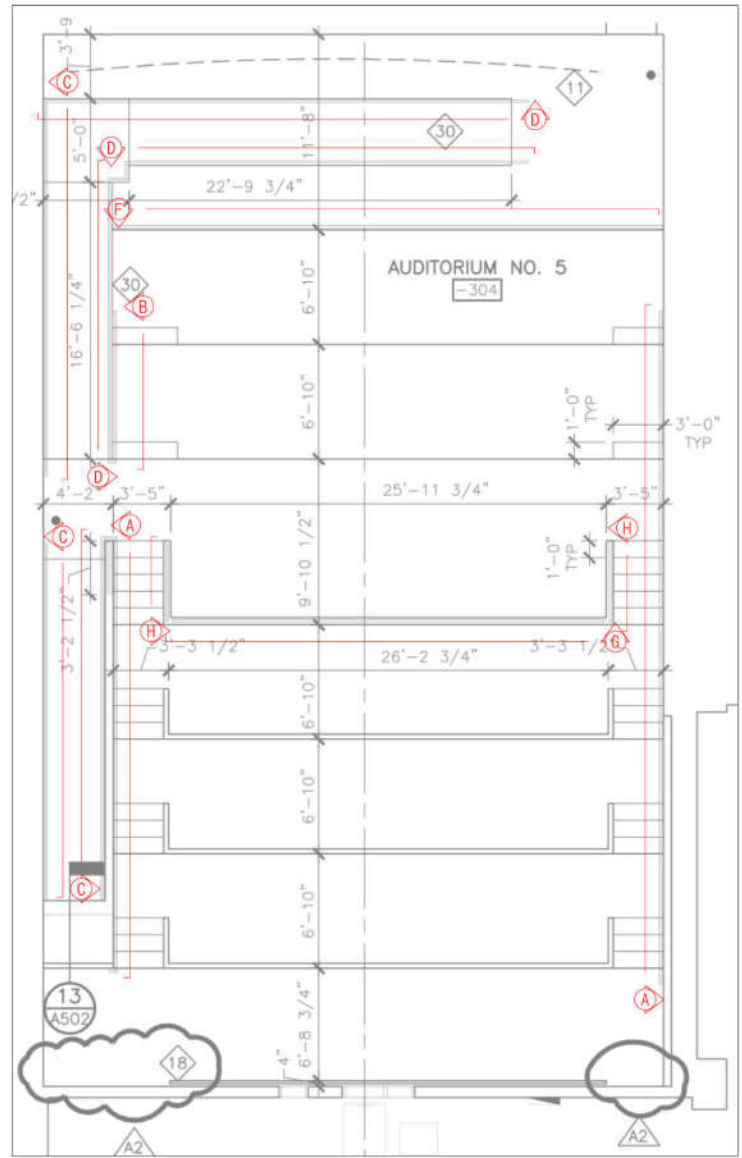 3'-9
C
11
D
30
11'-8"
5'-0"
D
22'-9 3/4"
/2"
F
AUDITORIUM NO. 5
-304
30
B
6'-10"
16'-6 1/4"
6'-10"
1'-0"
TYP
3'-0"
TYP
D
4'-2
3'-5"
25'-11 3/4"
3'-5"
C
A
H
9'-10 1/2"
1'-0"
TYP
3'-2 1/2"
H
G
3'-3 1/2"
26'-2 3/4"
3'-3 1/2"
6'-10"
6'-10"
C
6'-10"
13
A502
A
6'-8 3/4"
18
4"
A2
A2